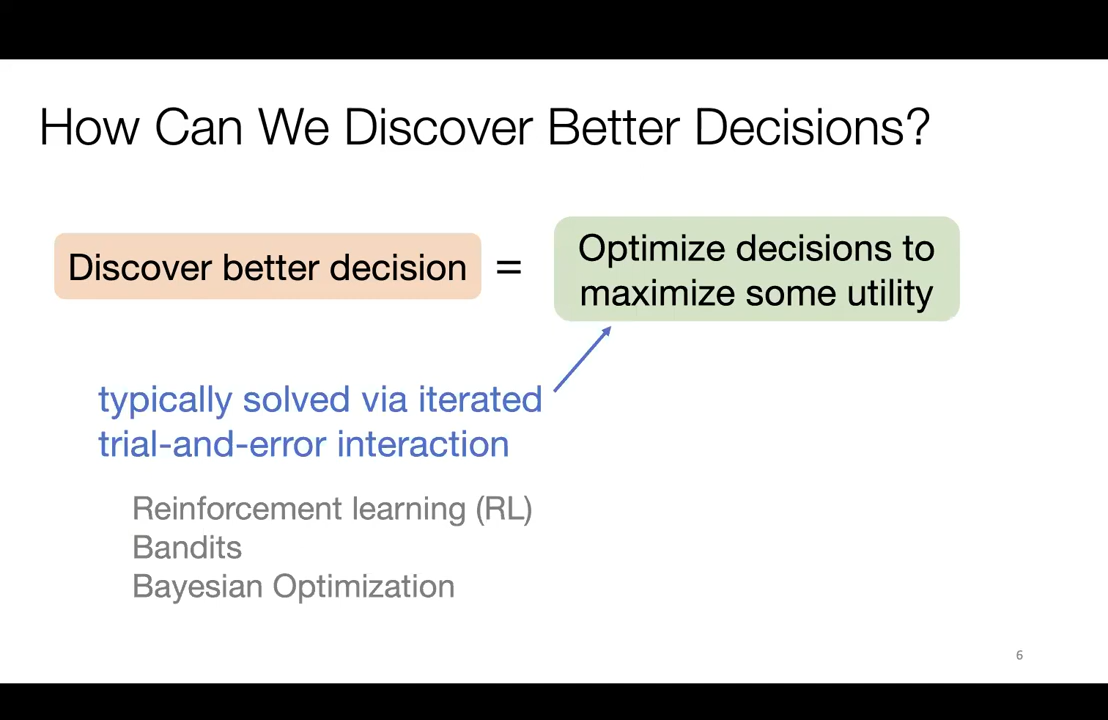 How Can We Discover Better Decisions?
Discover better decision
=
Optimize decisions to
maximize some utility
typically solved via iterated
trial-and-error interaction
Reinforcement learning (RL)
Bandits
Bayesian Optimization
6